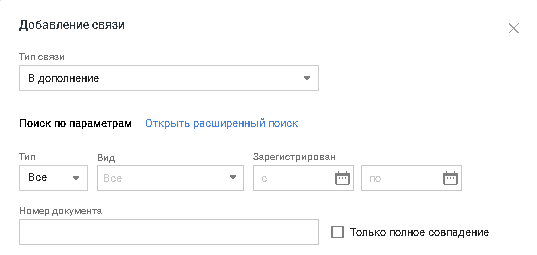 Добавление связи
Тип связи
В дополнение
Поиск по параметрам Открыть расширенный поиск
Тип Вид Зарегистрирован
Все Все с по
Номер документа
Только полное совпадение